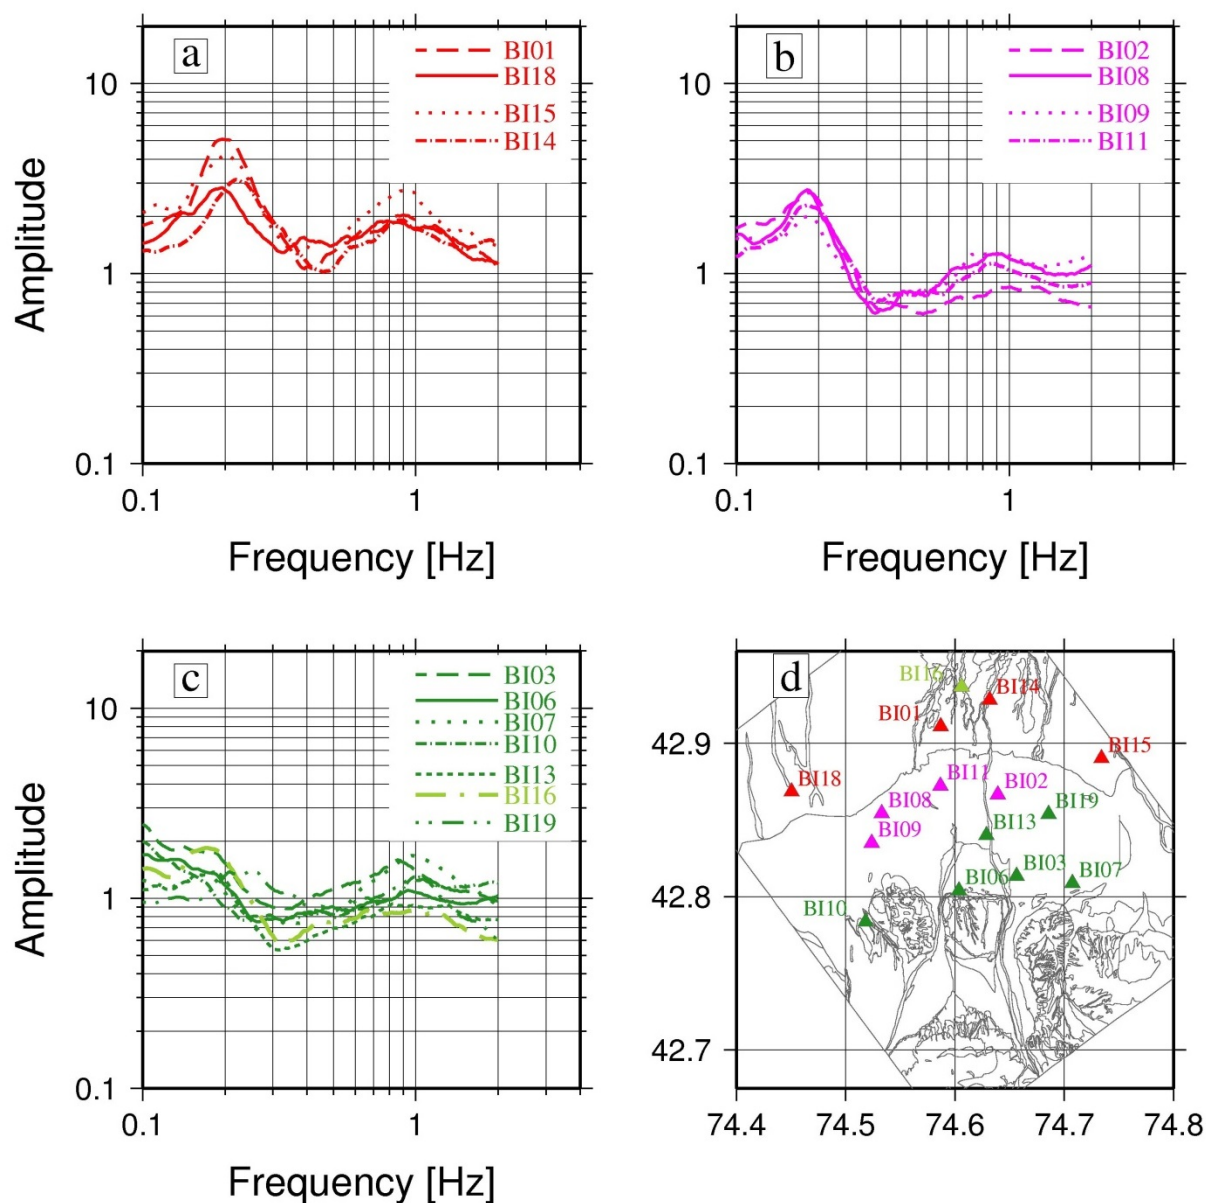 a
BI01
BI18
BI15
BI14
10
1
0.1
Amplitude
0.1 1
Frequency [Hz]
b
BI02
BI08
BI09
BI11
10
1
0.1
Amplitude
0.1 1
Frequency [Hz]
c
BI03
BI06
BI07
BI10
BI13
BI16
BI19
10
1
0.1
Amplitude
0.1 1
Frequency [Hz]
d
BI16
BI14
BI01
BI15
BI18
BI11
BI02
BI08
BI19
BI09
BI13
BI06
BI03
BI07
BI10
42.9
42.8
42.7
74.4 74.5 74.6 74.7 74.8